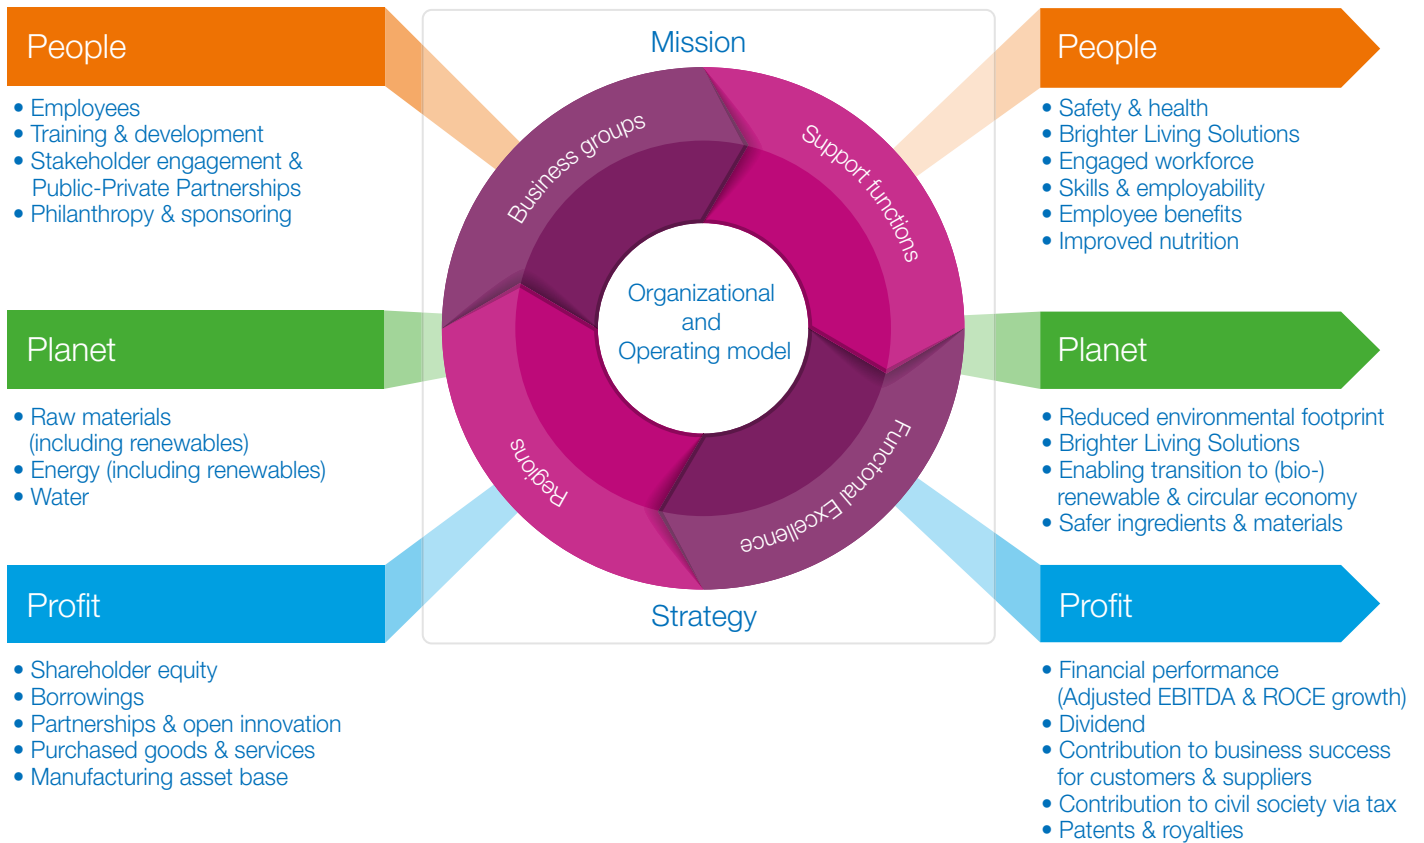 People
• Employees
• Training & development
• Stakeholder engagement &
Public-Private Partnerships
• Philanthropy & sponsoring
Planet
• Raw materials
(including renewables)
• Energy (including renewables)
• Water
Profit
• Shareholder equity
• Borrowings
• Partnerships & open innovation
• Purchased goods & services
• Manufacturing asset base
Mission
Business groups
Support functions
Organizational
and
Operating model
Regions
Functonal Excellence
Strategy
People
• Safety & health
• Brighter Living Solutions
• Engaged workforce
• Skills & employability
• Employee benefits
• Improved nutrition
Planet
• Reduced environmental footprint
• Brighter Living Solutions
• Enabling transition to (bio-)
renewable & circular economy
• Safer ingredients & materials
Profit
• Financial performance
(Adjusted EBITDA & ROCE growth)
• Dividend
• Contribution to business success
for customers & suppliers
• Contribution to civil society via tax
• Patents & royalties